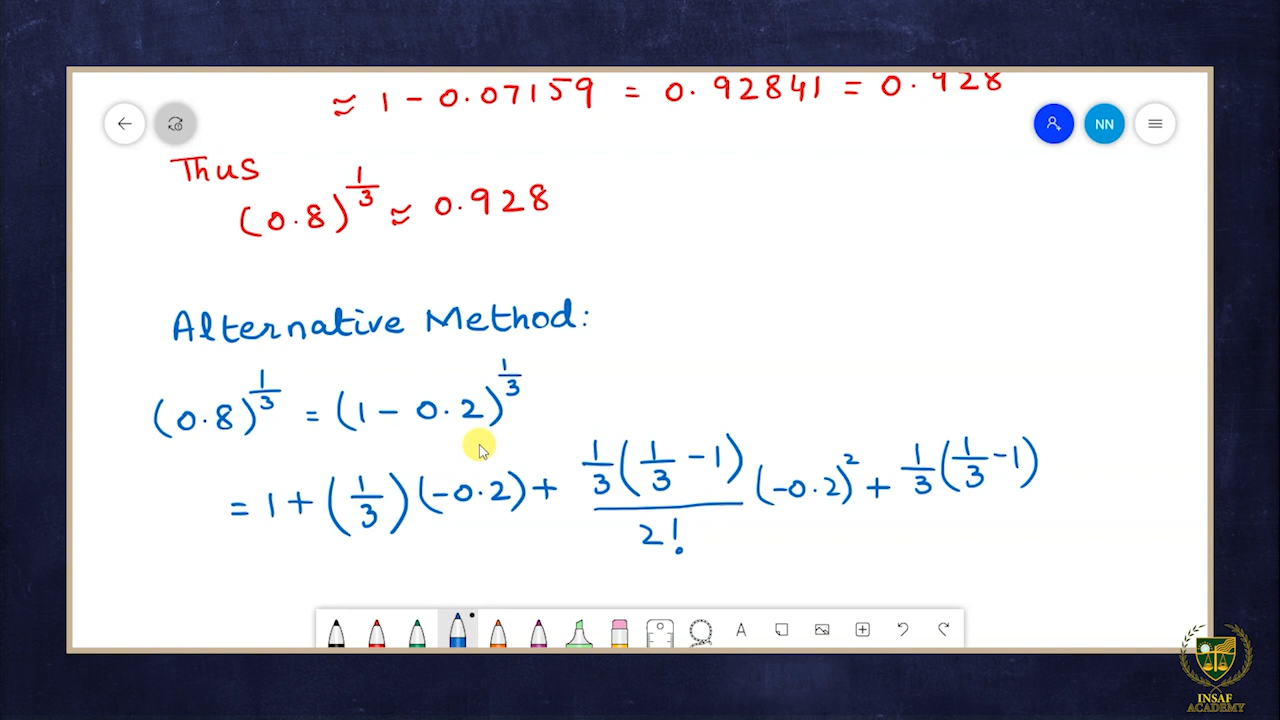 ≈ 1 - 0.07159 = 0.92841 = 0.928
NN
Thus
(0.8)^(1/3) ≈ 0.928
Alternative Method:
(0.8)^(1/3) = (1 - 0.2)^(1/3)
= 1 + (1/3)(-0.2) + 1/3(1/3 - 1)/2! (-0.2)^2 + 1/3(1/3 - 1)
A
INSAF
ACADEMY